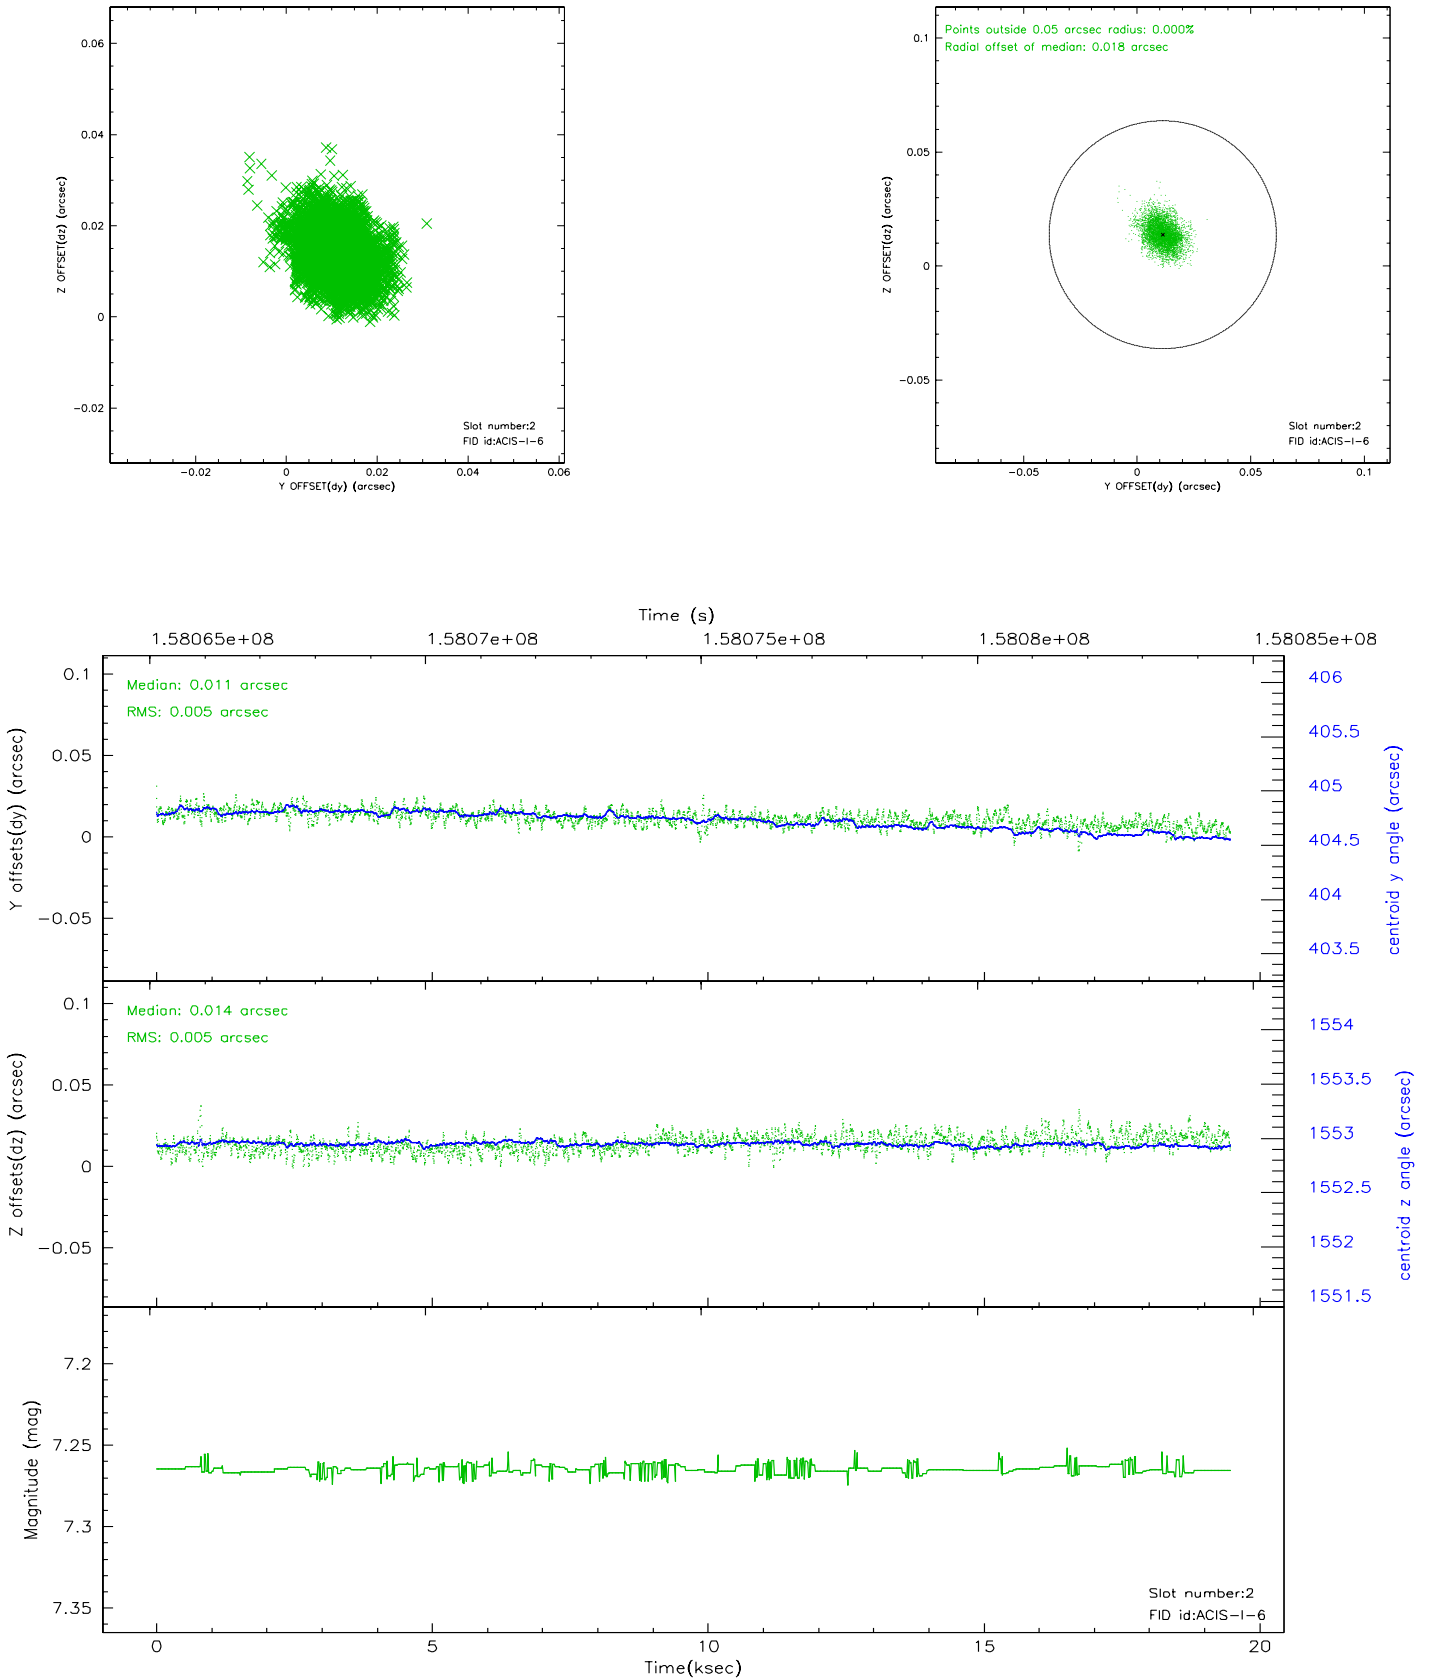 0.06
0.04
0.02
0
−0.02
Z OFFSET(dz) (arcsec)
Slot number:2
FID id:ACIS−I−6
−0.02 0 0.02 0.04 0.06
Y OFFSET(dy) (arcsec)
Points outside 0.05 arcsec radius: 0.000%
Radial offset of median: 0.018 arcsec
0.1
0.05
0
−0.05
Z OFFSET(dz) (arcsec)
Slot number:2
FID id:ACIS−I−6
−0.05 0 0.05 0.1
Y OFFSET(dy) (arcsec)
Time (s)
1.58065e+08 1.5807e+08 1.58075e+08 1.5808e+08 1.58085e+08
Median: 0.011 arcsec
RMS: 0.005 arcsec
0.1
0.05
0
−0.05
Y offsets(dy) (arcsec)
406
405.5
405
404.5
404
403.5
centroid y angle (arcsec)
Median: 0.014 arcsec
RMS: 0.005 arcsec
0.1
0.05
0
−0.05
Z offsets(dz) (arcsec)
1554
1553.5
1553
1552.5
1552
1551.5
centroid z angle (arcsec)
7.2
7.25
7.3
7.35
Magnitude (mag)
Slot number:2
FID id:ACIS−I−6
0 5 10 15 20
Time(ksec)